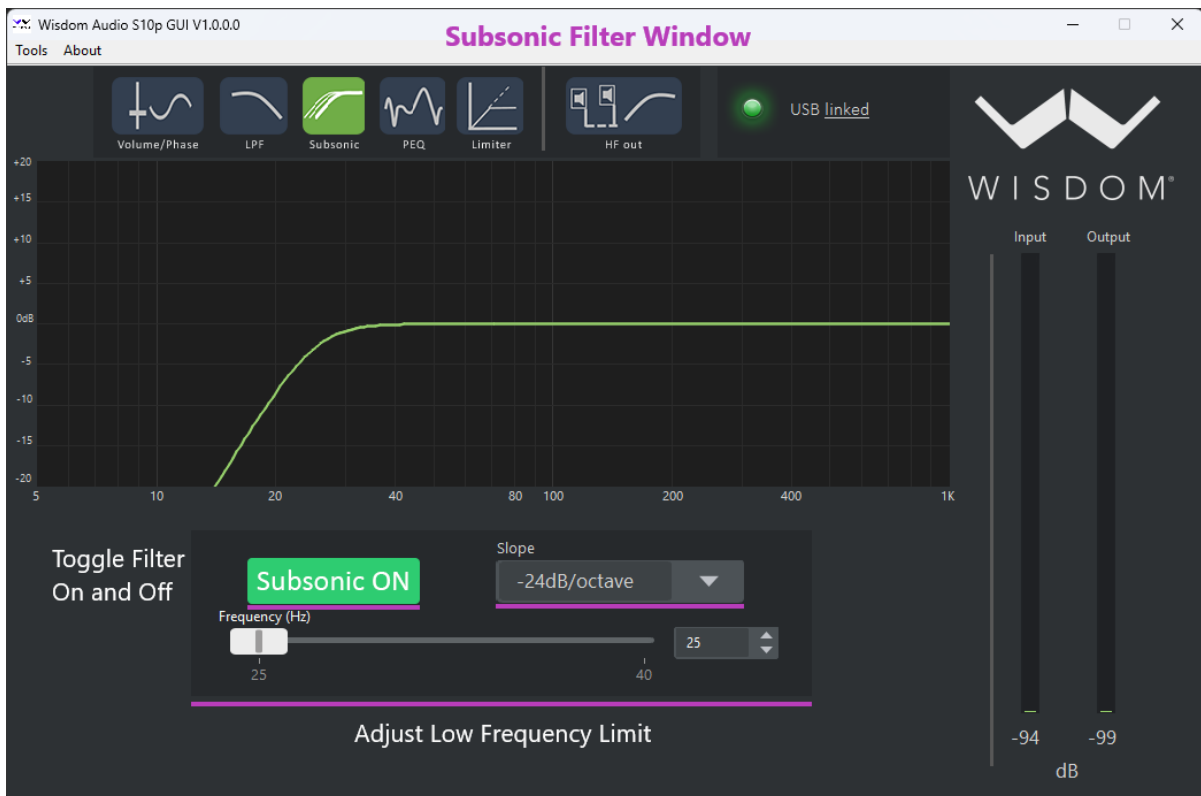 Wisdom Audio S10p GUI V1.0.0.0
Subsonic Filter Window
Tools About
Volume/Phase LPF Subsonic PEQ Limiter HF out
USB linked
WISDOM®
Input Output
+20
+15
+10
+5
0dB
-5
-10
-15
-20
5 10 20 40 80 100 200 400 1K
Toggle Filter
On and Off
Subsonic ON
Slope
-24dB/octave
Frequency (Hz)
25
25 40
Adjust Low Frequency Limit
-94 -99
dB